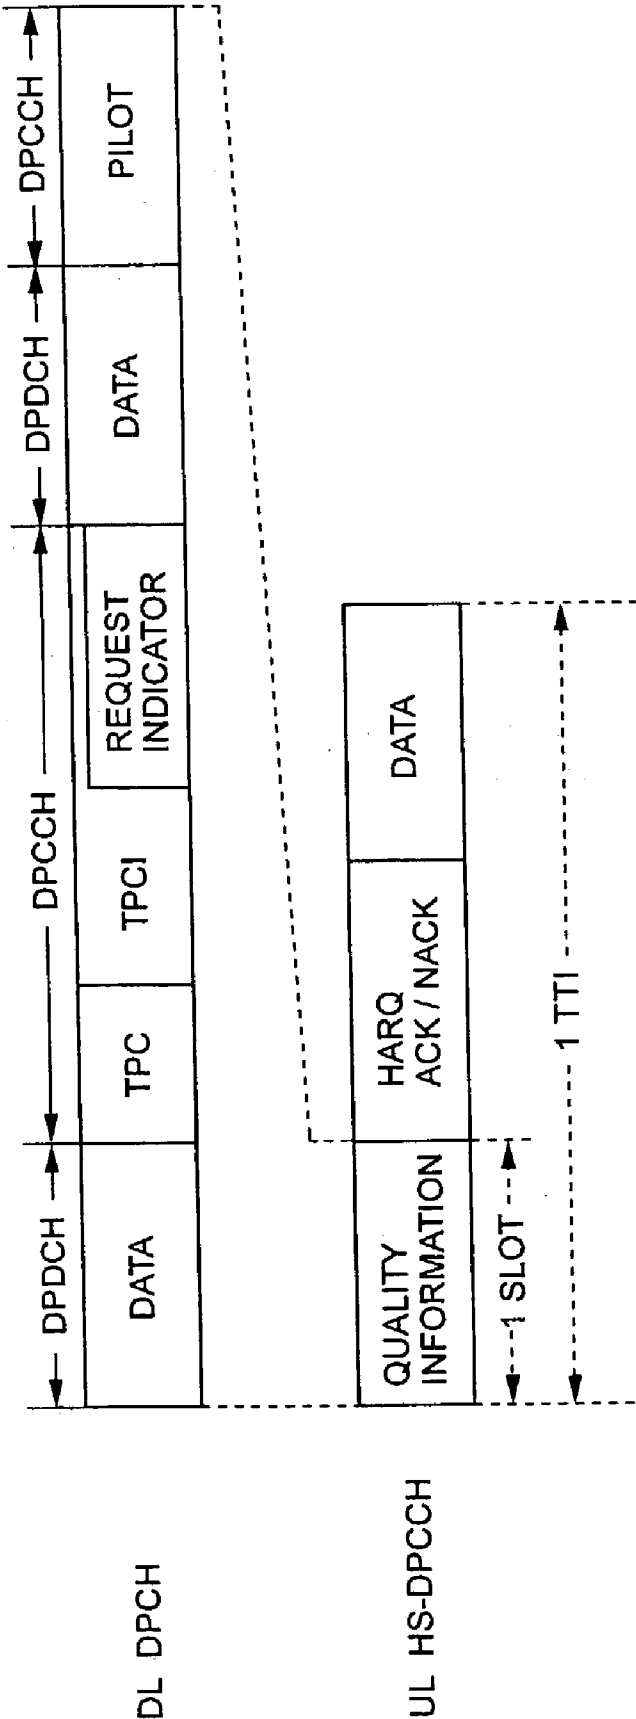 DPDCH
DPCCH
DPDCH
DPCCH
DL DPCH
DATA
TPC
TPCI
REQUEST
INDICATOR
DATA
PILOT
UL HS-DPCCH
QUALITY
INFORMATION
HARQ
ACK / NACK
DATA
1 SLOT
1 TTI